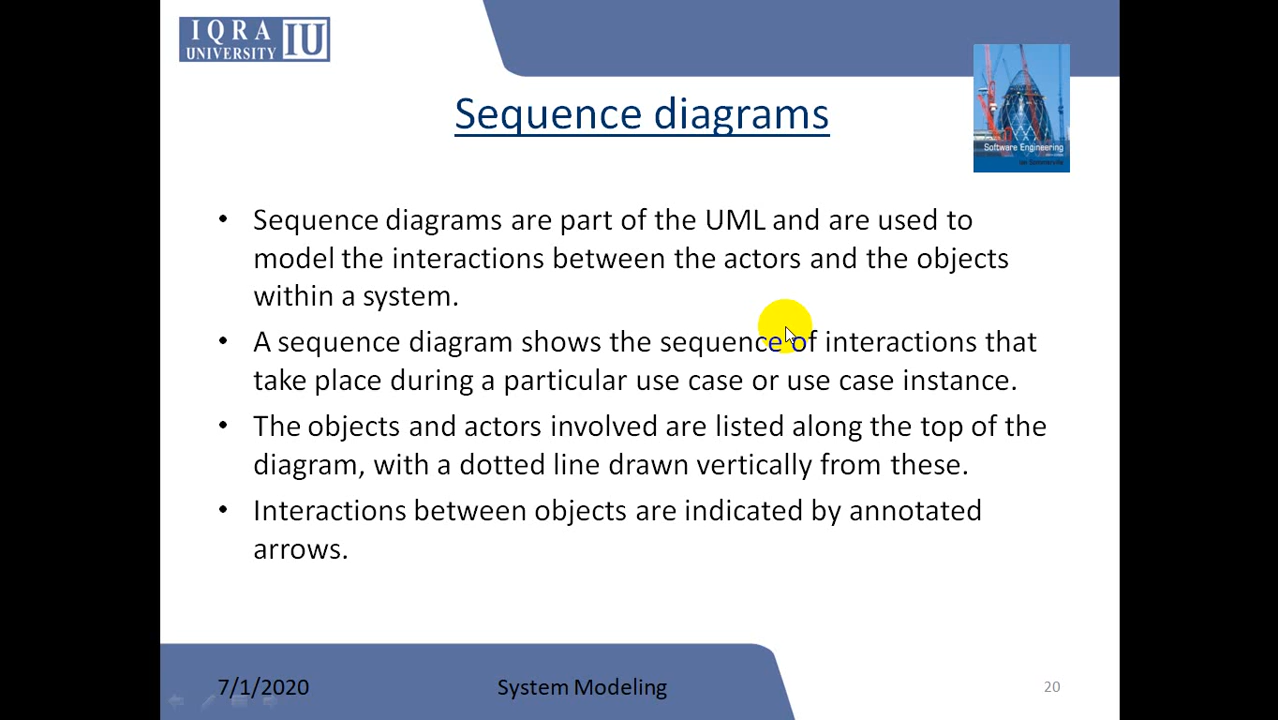 IQRA
UNIVERSITY
IU
Sequence diagrams
Software Engineering
• Sequence diagrams are part of the UML and are used to
model the interactions between the actors and the objects
within a system.
• A sequence diagram shows the sequence of interactions that
take place during a particular use case or use case instance.
• The objects and actors involved are listed along the top of the
diagram, with a dotted line drawn vertically from these.
• Interactions between objects are indicated by annotated
arrows.
7/1/2020
System Modeling
20